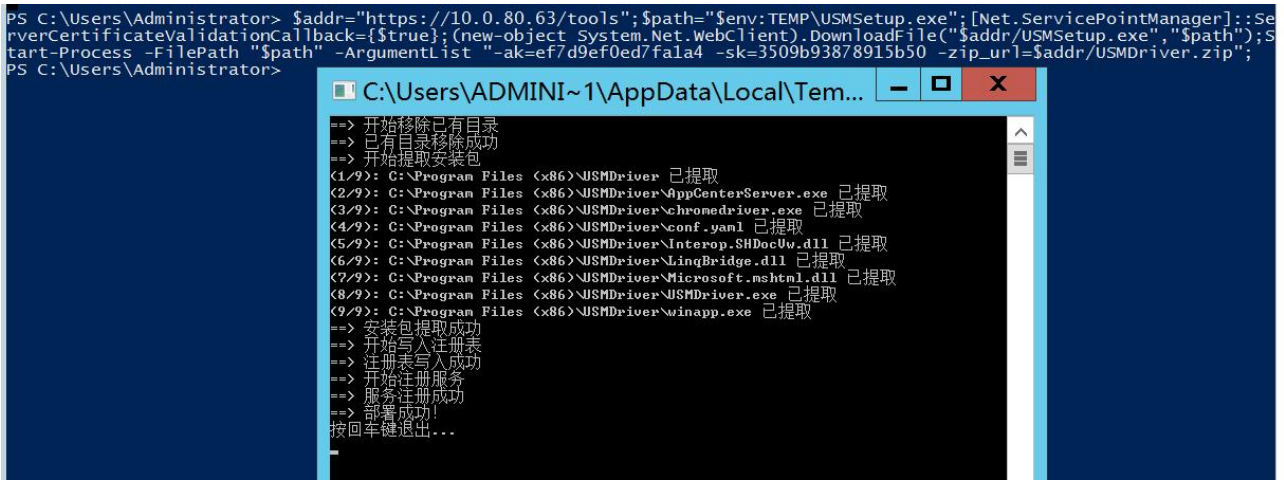 PS C:\Users\Administrator> $addr="https://10.0.80.63/tools";$path="$env:TEMP\USMSetup.exe";[Net.ServicePointManager]::Se
rverCertificateValidationCallback={$true};(new-object System.Net.WebClient).DownloadFile("$addr/USMSetup.exe","$path");S
tart-Process -FilePath "$path" -ArgumentList "-ak=ef7d9ef0ed7fa1a4 -sk=3509b93878915b50 -zip_url=$addr/USMDriver.zip";
PS C:\Users\Administrator>
C:\Users\ADMINI~1\AppData\Local\Tem...
==> 开始移除已有目录
==> 已有目录移除成功
==> 开始提取安装包
(1/9): C:\Program Files (x86)\USMDriver 已提取
(2/9): C:\Program Files (x86)\USMDriver\AppCenterServer.exe 已提取
(3/9): C:\Program Files (x86)\USMDriver\chromedriver.exe 已提取
(4/9): C:\Program Files (x86)\USMDriver\conf.yaml 已提取
(5/9): C:\Program Files (x86)\USMDriver\Interop.SHDocVw.dll 已提取
(6/9): C:\Program Files (x86)\USMDriver\LinqBridge.dll 已提取
(7/9): C:\Program Files (x86)\USMDriver\Microsoft.mshtml.dll 已提取
(8/9): C:\Program Files (x86)\USMDriver\USMDriver.exe 已提取
(9/9): C:\Program Files (x86)\USMDriver\winapp.exe 已提取
==> 安装包提取成功
==> 开始写入注册表
==> 注册表写入成功
==> 开始注册服务
==> 服务注册成功
==> 部署成功!
按回车键退出...